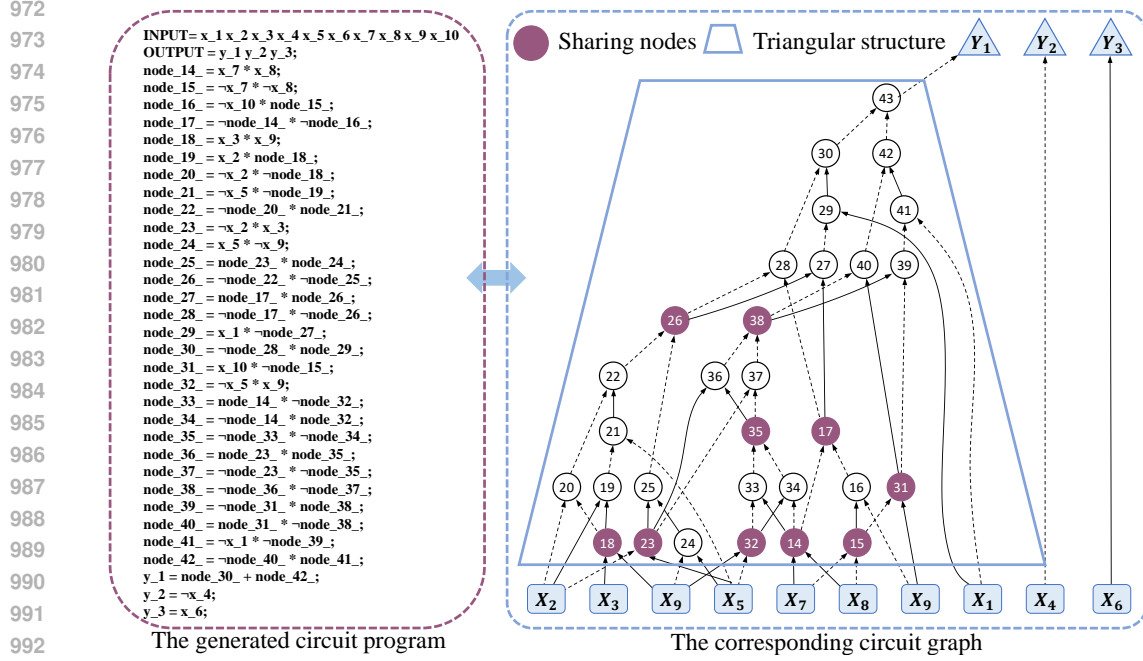 972
973
974
975
976
977
978
979
980
981
982
983
984
985
986
987
988
989
990
991
992
INPUT= x_1 x_2 x_3 x_4 x_5 x_6 x_7 x_8 x_9 x_10
OUTPUT = y_1 y_2 y_3;
node_14_ = x_7 * x_8;
node_15_ = ¬x_7 * ¬x_8;
node_16_ = ¬x_10 * node_15_;
node_17_ = ¬node_14_ * ¬node_16_;
node_18_ = x_3 * x_9;
node_19_ = x_2 * node_18_;
node_20_ = ¬x_2 * ¬node_18_;
node_21_ = ¬x_5 * ¬node_19_;
node_22_ = ¬node_20_ * node_21_;
node_23_ = ¬x_2 * x_3;
node_24_ = x_5 * ¬x_9;
node_25_ = node_23_ * node_24_;
node_26_ = ¬node_22_ * ¬node_25_;
node_27_ = node_17_ * node_26_;
node_28_ = ¬node_17_ * ¬node_26_;
node_29_ = x_1 * ¬node_27_;
node_30_ = ¬node_28_ * node_29_;
node_31_ = x_10 * ¬node_15_;
node_32_ = ¬x_5 * x_9;
node_33_ = node_14_ * ¬node_32_;
node_34_ = ¬node_14_ * node_32_;
node_35_ = ¬node_33_ * ¬node_34_;
node_36_ = node_23_ * node_35_;
node_37_ = ¬node_23_ * ¬node_35_;
node_38_ = ¬node_36_ * ¬node_37_;
node_39_ = ¬node_31_ * node_38_;
node_40_ = node_31_ * ¬node_38_;
node_41_ = ¬x_1 * ¬node_39_;
node_42_ = ¬node_40_ * node_41_;
y_1 = node_30_ + node_42_;
y_2 = ¬x_4;
y_3 = x_6;
The generated circuit program
Sharing nodes
Triangular structure
Y1 Y2 Y3
43
30 42
29 41
28 27 40 39
26 38
22 36 37
21 35 17
20 19 25 33 34 16 31
18 23 24 32 14 15
X2 X3 X9 X5 X7 X8 X9 X1 X4 X6
The corresponding circuit graph